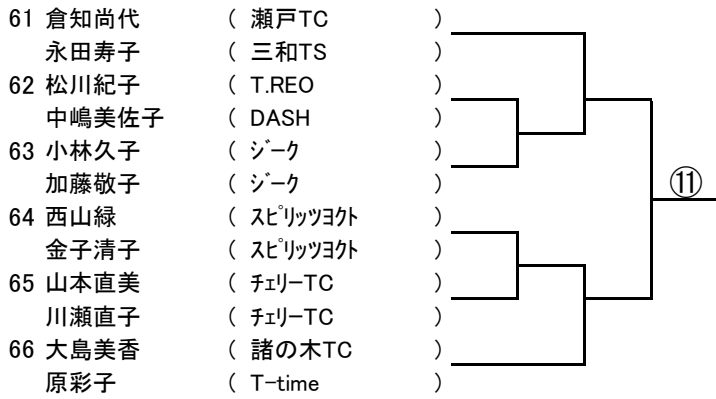 61 倉知尚代 ( 瀬戸TC )
永田寿子 ( 三和TS )
62 松川紀子 ( T.REO )
中嶋美佐子 ( DASH )
63 小林久子 ( ｼﾞｰｸ )
加藤敬子 ( ｼﾞｰｸ )
⑪
64 西山緑 ( ｽﾋﾟﾘｯﾂﾖｸﾄ )
金子清子 ( ｽﾋﾟﾘｯﾂﾖｸﾄ )
65 山本直美 ( ﾁｪﾘｰTC )
川瀬直子 ( ﾁｪﾘｰTC )
66 大島美香 ( 諸の木TC )
原彩子 ( T-time )